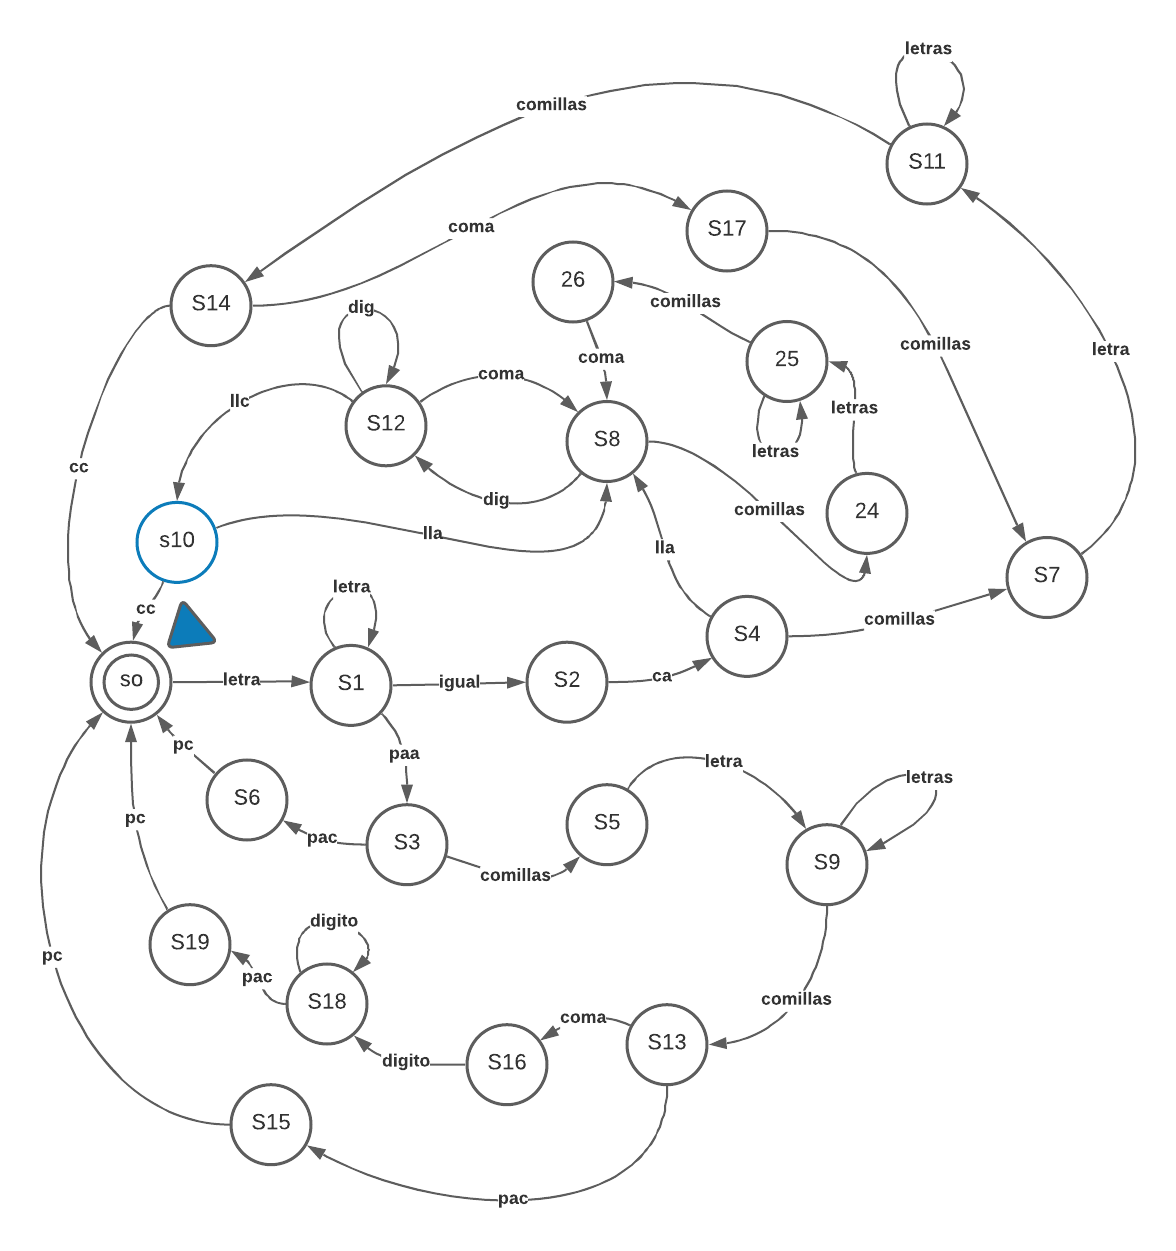 letras
comillas
S11
coma
S17
26
S14
comillas
dig
25
comillas
letra
coma
coma
llc
letras
S12
S8
letras
cc
dig
comillas
24
s10
lla
lla
S7
letra
cc
comillas
S4
so
letra
S1
igual
S2
ca
pc
paa
letra
letras
S6
pc
S5
pac
S3
S9
comillas
digito
S19
pc
pac
comillas
S18
coma
S13
digito
S16
S15
pac